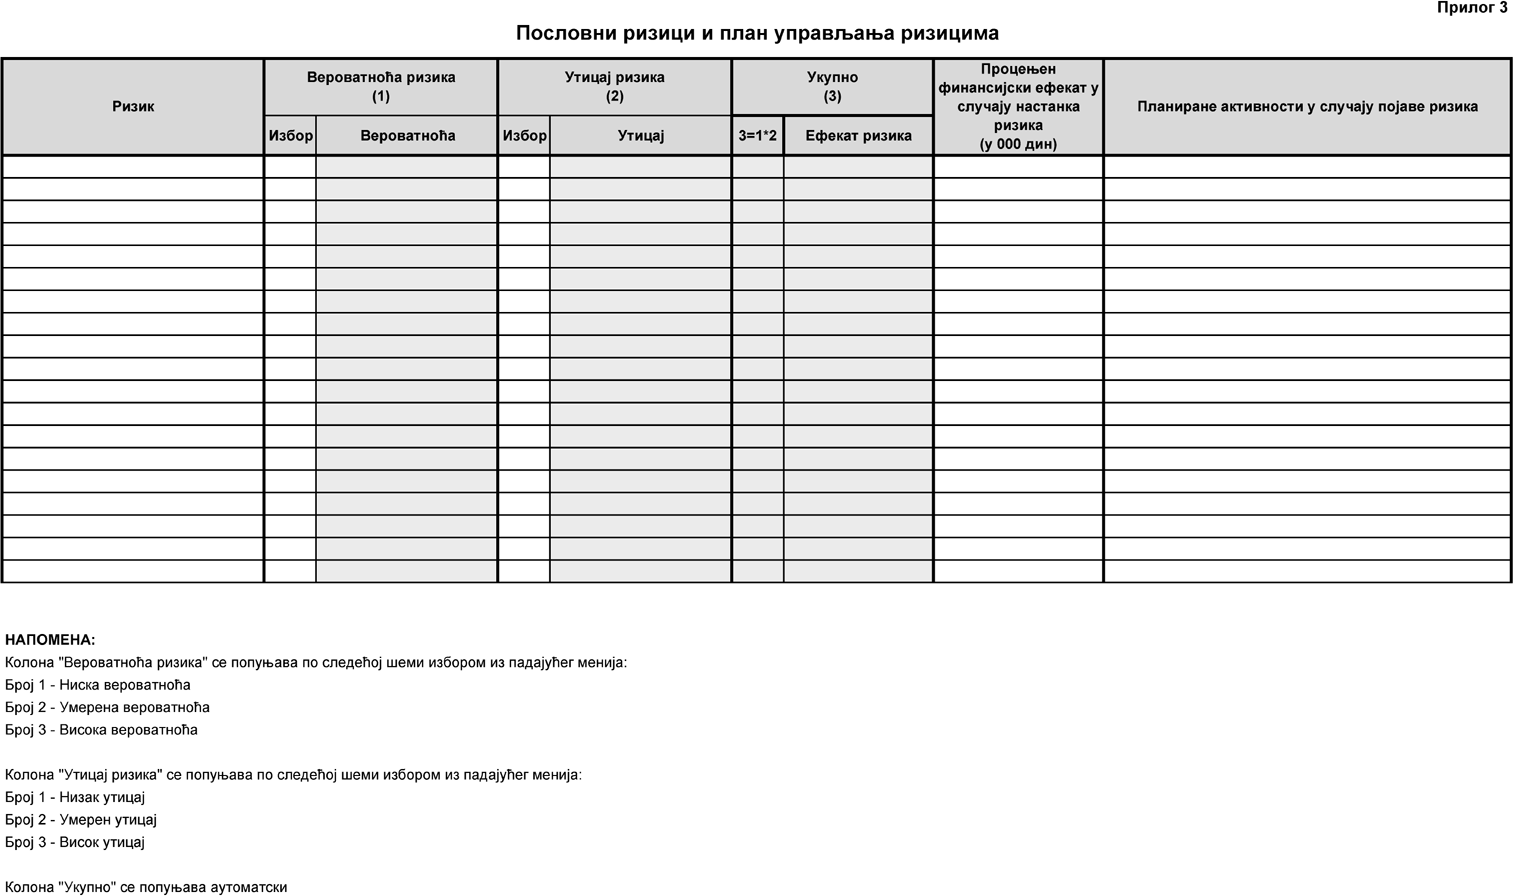 Прилог 3
Пословни ризици и план управљања ризицима
Ризик
Вероватноћа ризика
(1)
Утицај ризика
(2)
Укупно
(3)
Процењен
финансијски ефекат у
случају настанка
ризика
(у 000 дин)
Планиране активности у случају појаве ризика
Избор
Вероватноћа
Избор
Утицај
3=1*2
Ефекат ризика
НАПОМЕНА:
Колона "Вероватноћа ризика" се попуњава по следећој шеми избором из падајућег менија:
Број 1 - Ниска вероватноћа
Број 2 - Умерена вероватноћа
Број 3 - Висока вероватноћа
Колона "Утицај ризика" се попуњава по следећој шеми избором из падајућег менија:
Број 1 - Низак утицај
Број 2 - Умерен утицај
Број 3 - Висок утицај
Колона "Укупно" се попуњава аутоматски